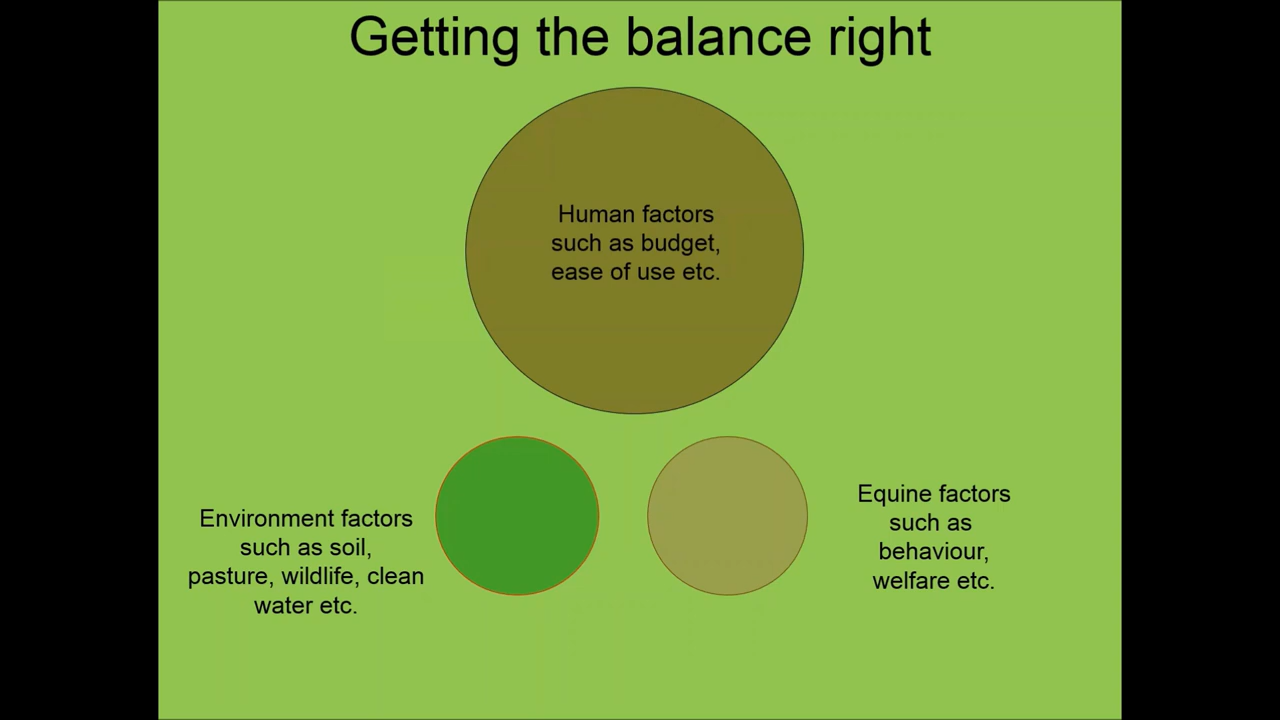 Getting the balance right
Human factors
such as budget,
ease of use etc.
Environment factors
such as soil,
pasture, wildlife, clean
water etc.
Equine factors
such as
behaviour,
welfare etc.